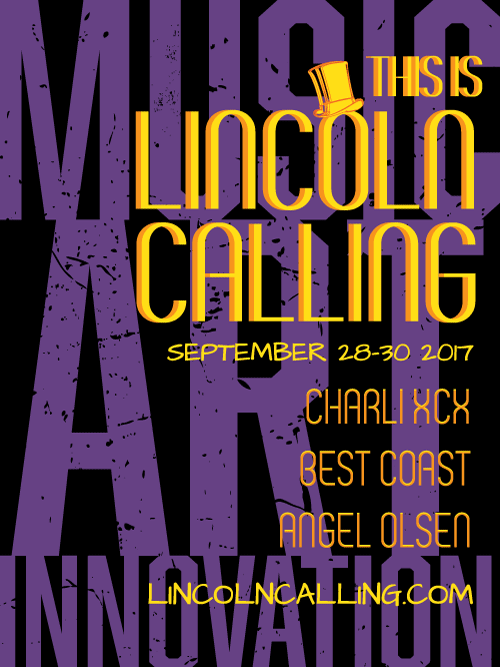 MUSIC
ART
INNOVATION
THIS IS
LINCOLN
CALLING
SEPTEMBER 28-30 2017
CHARLI XCX
BEST COAST
ANGEL OLSEN
LINCOLNCALLING.COM